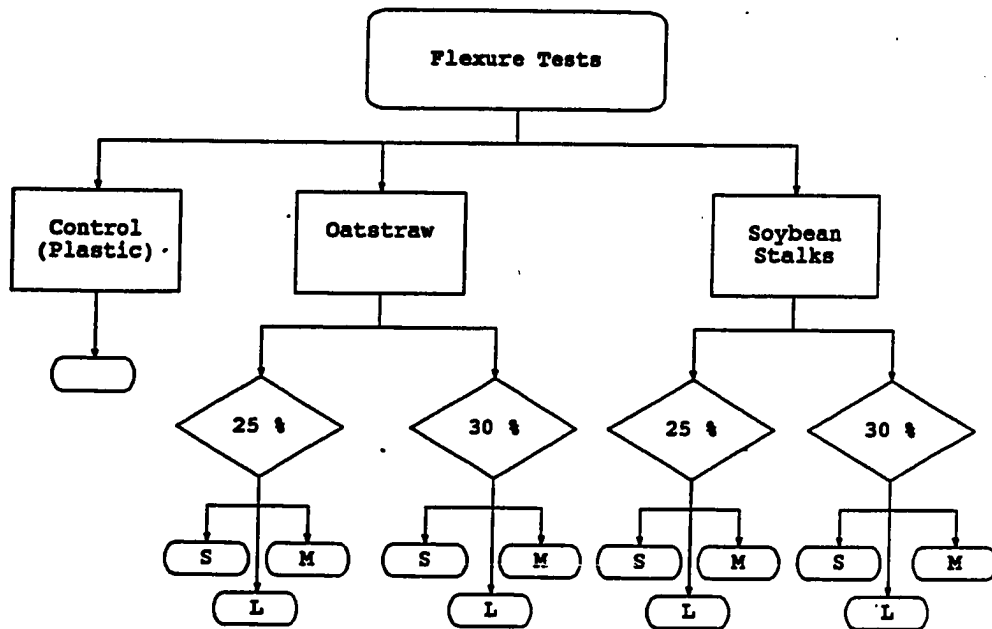 Flexure Tests
Control
(Plastic)
Oatstraw
Soybean
Stalks
25 %
30 %
25 %
30 %
S
M
S
M
S
M
S
M
L
L
L
L